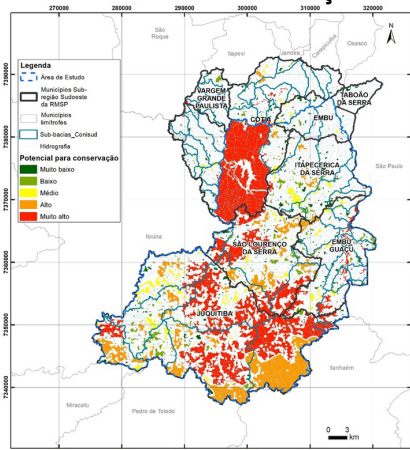 270000 280000 290000 300000 310000 320000
São
Roque
Itapevi
Jandira
Carapicuíba
Osasco
N
Legenda
Área de Estudo
Municípios Sub-
região Sudoeste
da RMSP
Municípios
limítrofes
Sub-bacias_Conisud
Hidrografia
Potencial para conservação
Muito baixo
Baixo
Médio
Alto
Muito alto
VARGEM
GRANDE
PAULISTA
COTIA
TABOÃO
DA SERRA
EMBU
ITAPECERICA
DA SERRA
São Paulo
Ibiúna
SÃO LOURENÇO
DA SERRA
EMBU
GUAÇU
JUQUITIBA
Itanhaém
Miracatu
Pedro de Toledo
0 3
km
7390000
7380000
7370000
7360000
7350000
7340000